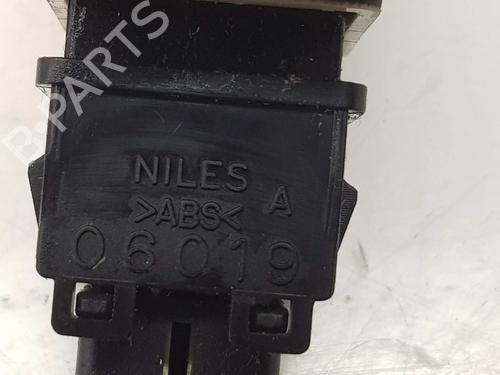 B-PARTS
NILES A
>ABS<
06019